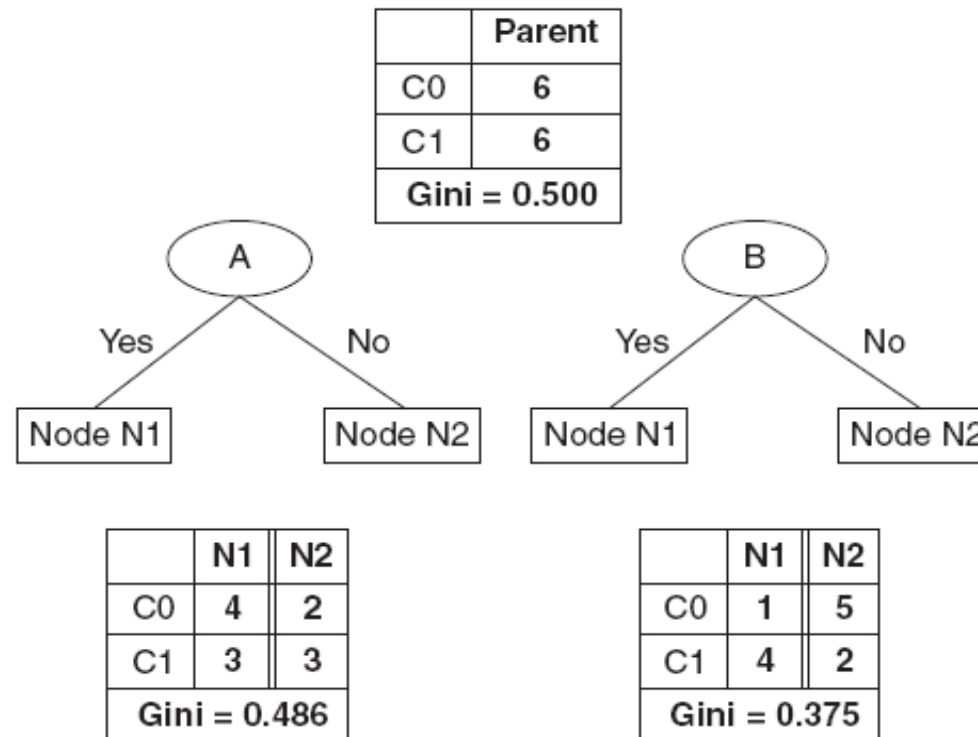 Parent
C0 6
C1 6
Gini = 0.500
A
B
Yes No
Yes No
Node N1 Node N2
Node N1 Node N2
N1 N2
C0 4 2
C1 3 3
Gini = 0.486
N1 N2
C0 1 5
C1 4 2
Gini = 0.375